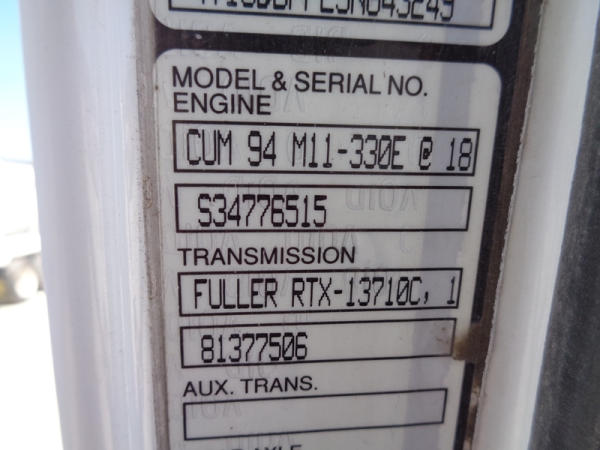 MODEL & SERIAL NO.
ENGINE
CUM 94 M11-330E @ 18
S34776515
TRANSMISSION
FULLER RTX-13710C, 1
81377506
AUX. TRANS.